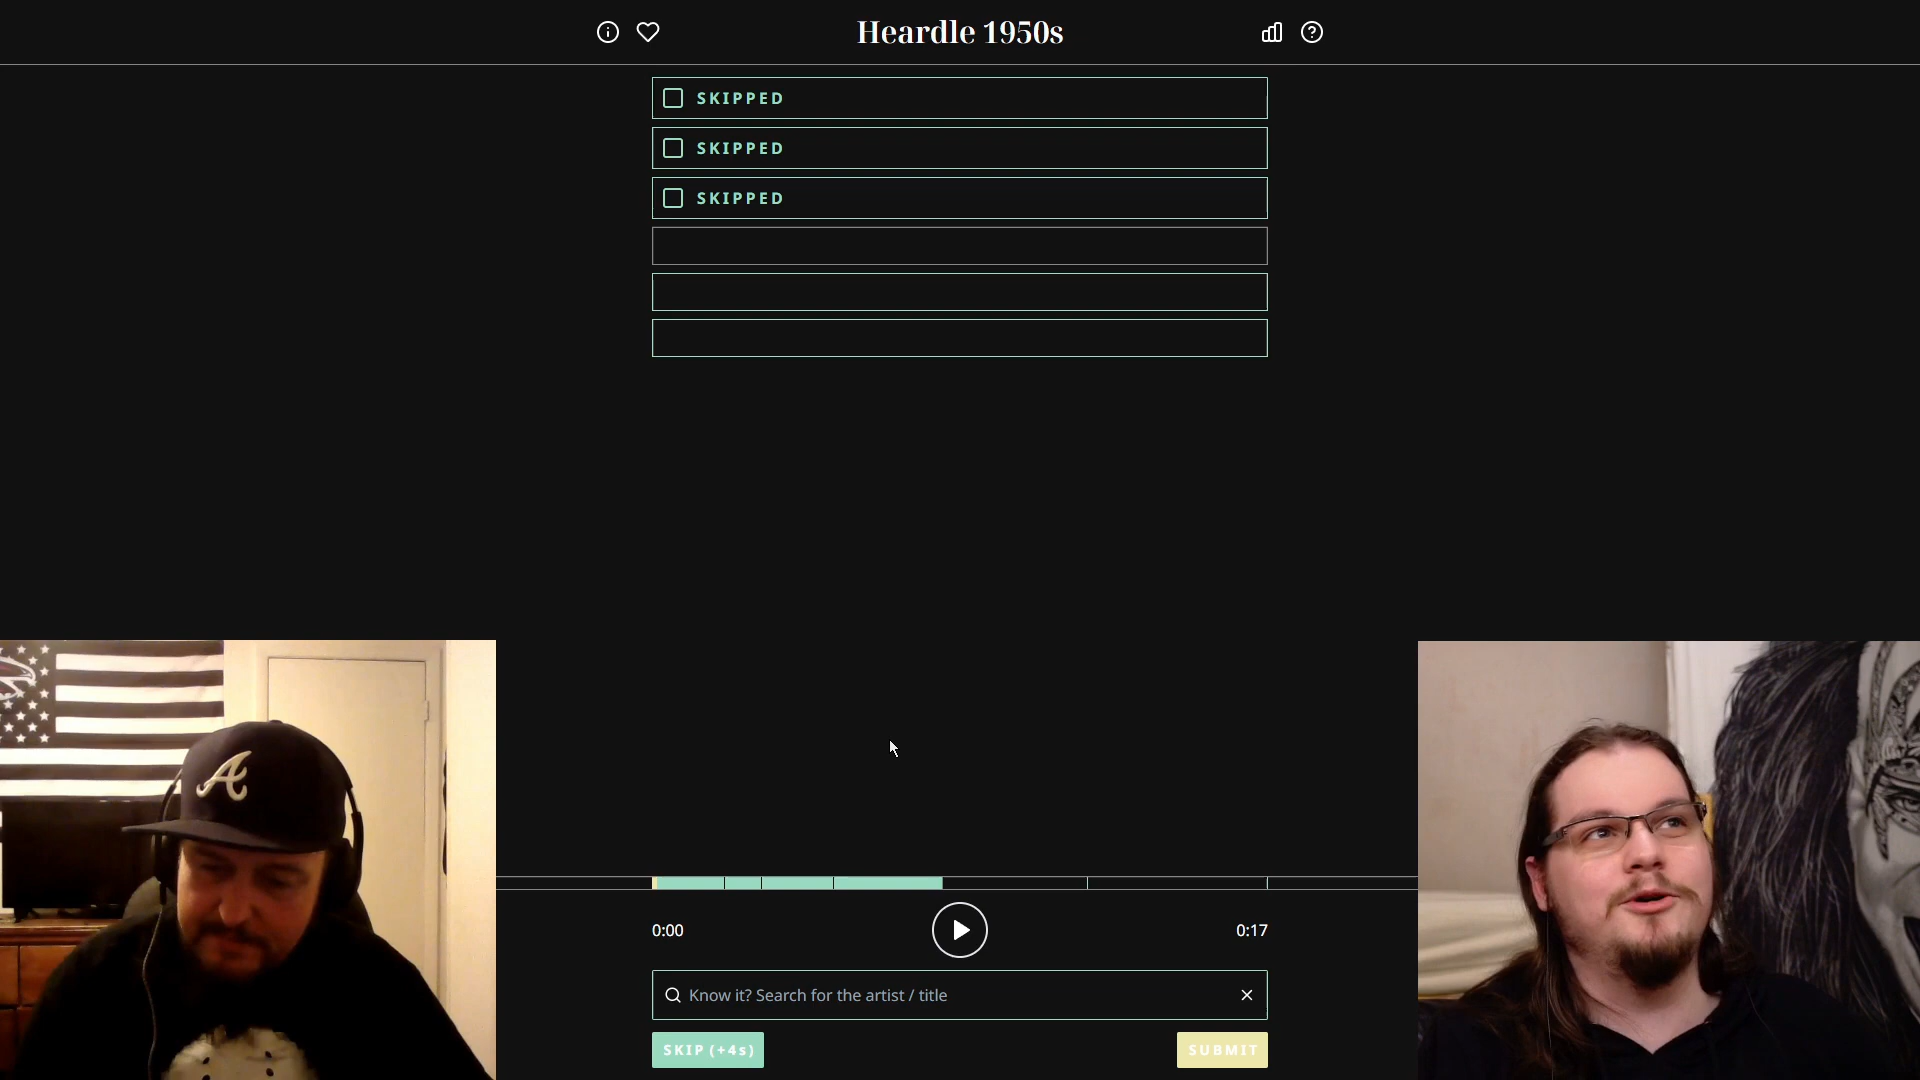 Heardle 1950s
SKIPPED
SKIPPED
SKIPPED
A
0:00
0:17
Know it? Search for the artist / title
SKIP (+4s)
SUBMIT